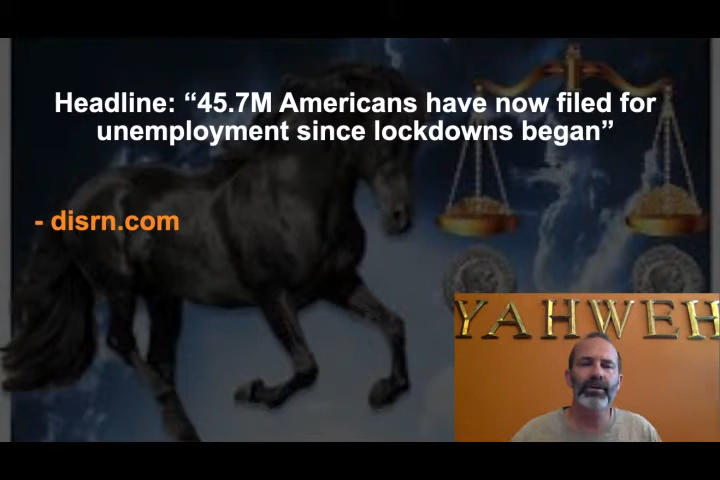 Headline: “45.7M Americans have now filed for
unemployment since lockdowns began”
- disrn.com
YAHWEH